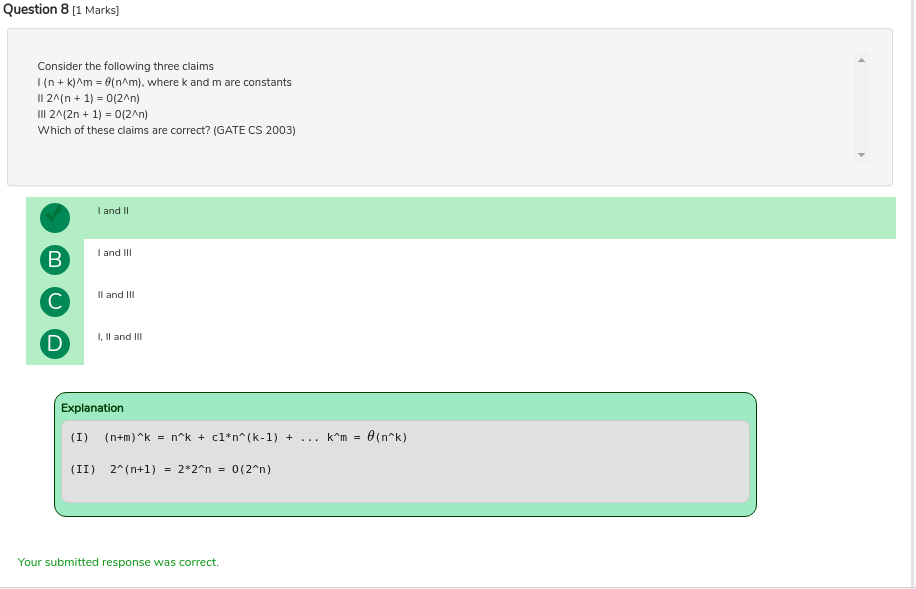 Question 8 [1 Marks]
Consider the following three claims
I (n + k)^m = θ(n^m), where k and m are constants
II 2^(n + 1) = 0(2^n)
III 2^(2n + 1) = 0(2^n)
Which of these claims are correct? (GATE CS 2003)
I and II
B I and III
C II and III
D I, II and III
Explanation
(I) (n+m)^k = n^k + c1*n^(k-1) + ... k^m = θ(n^k)
(II) 2^(n+1) = 2*2^n = O(2^n)
Your submitted response was correct.